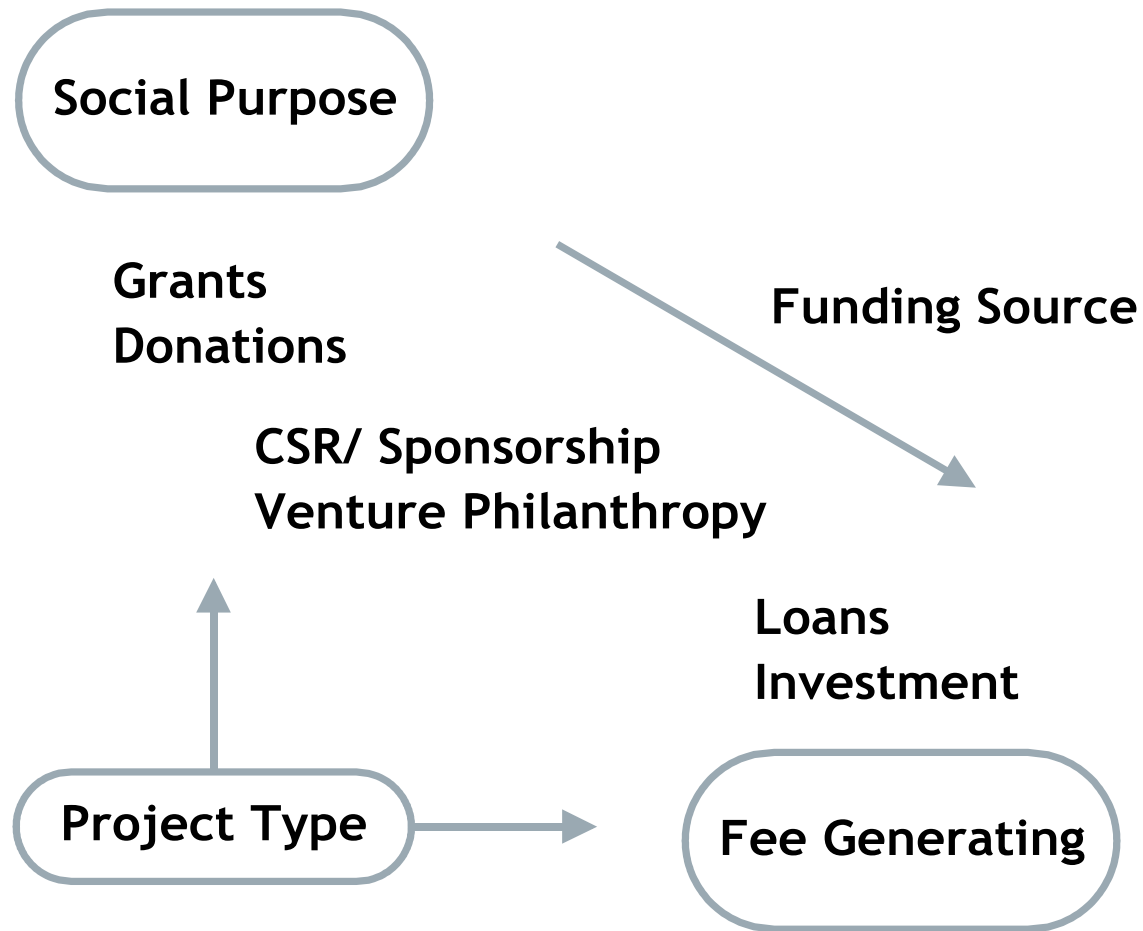 Social Purpose
Grants
Donations
Funding Source
CSR/ Sponsorship
Venture Philanthropy
Loans
Investment
Project Type
Fee Generating